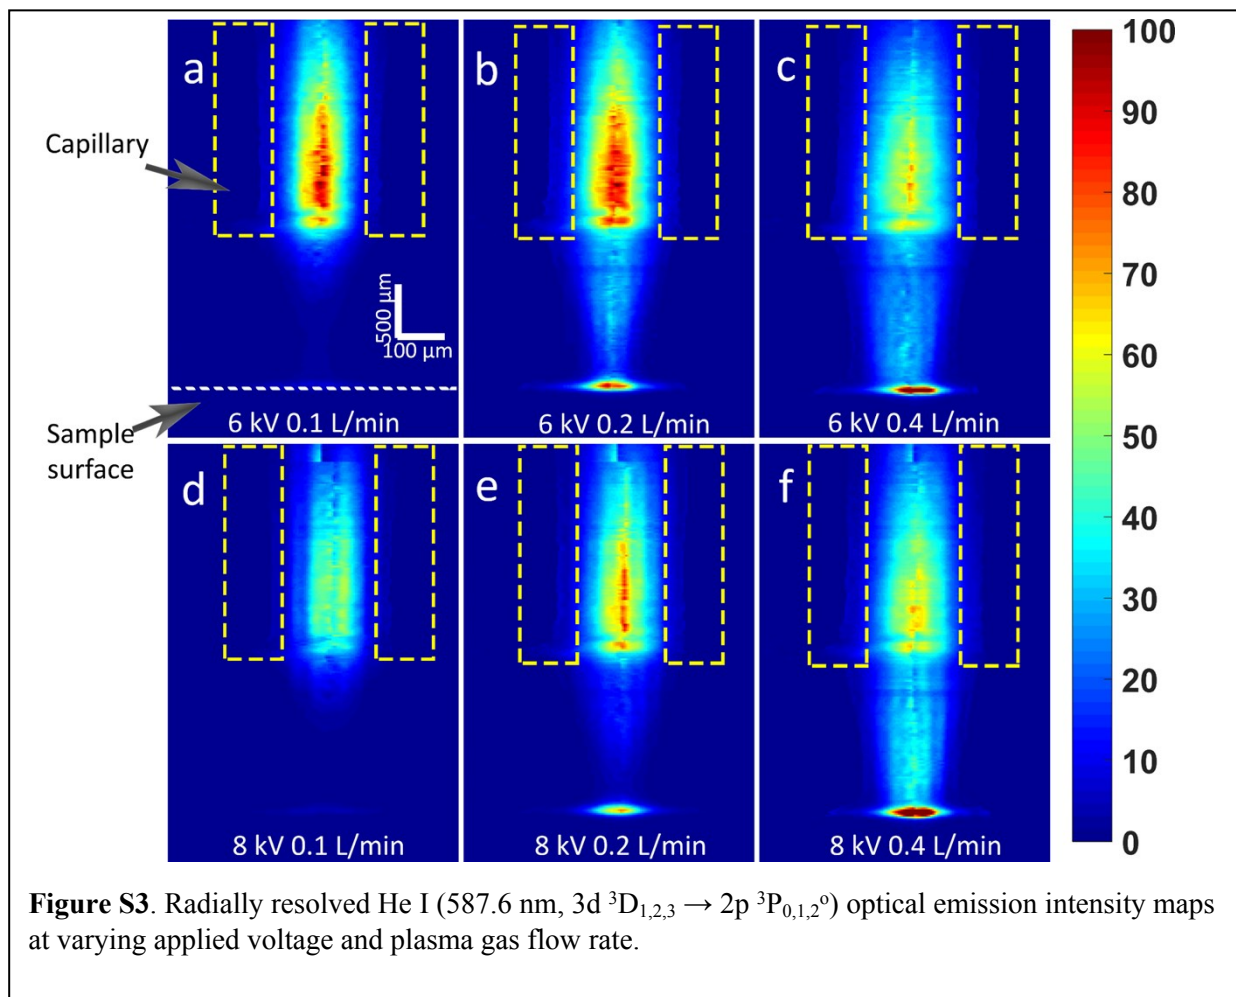 a
b
c
100
90
80
70
60
50
40
30
20
10
0
Capillary
500 μm
100 μm
Sample
surface
6 kV 0.1 L/min
6 kV 0.2 L/min
6 kV 0.4 L/min
d
e
f
8 kV 0.1 L/min
8 kV 0.2 L/min
8 kV 0.4 L/min
Figure S3. Radially resolved He I (587.6 nm, 3d ³D₁,₂,₃ → 2p ³P₀,₁,₂ᵒ) optical emission intensity maps
at varying applied voltage and plasma gas flow rate.